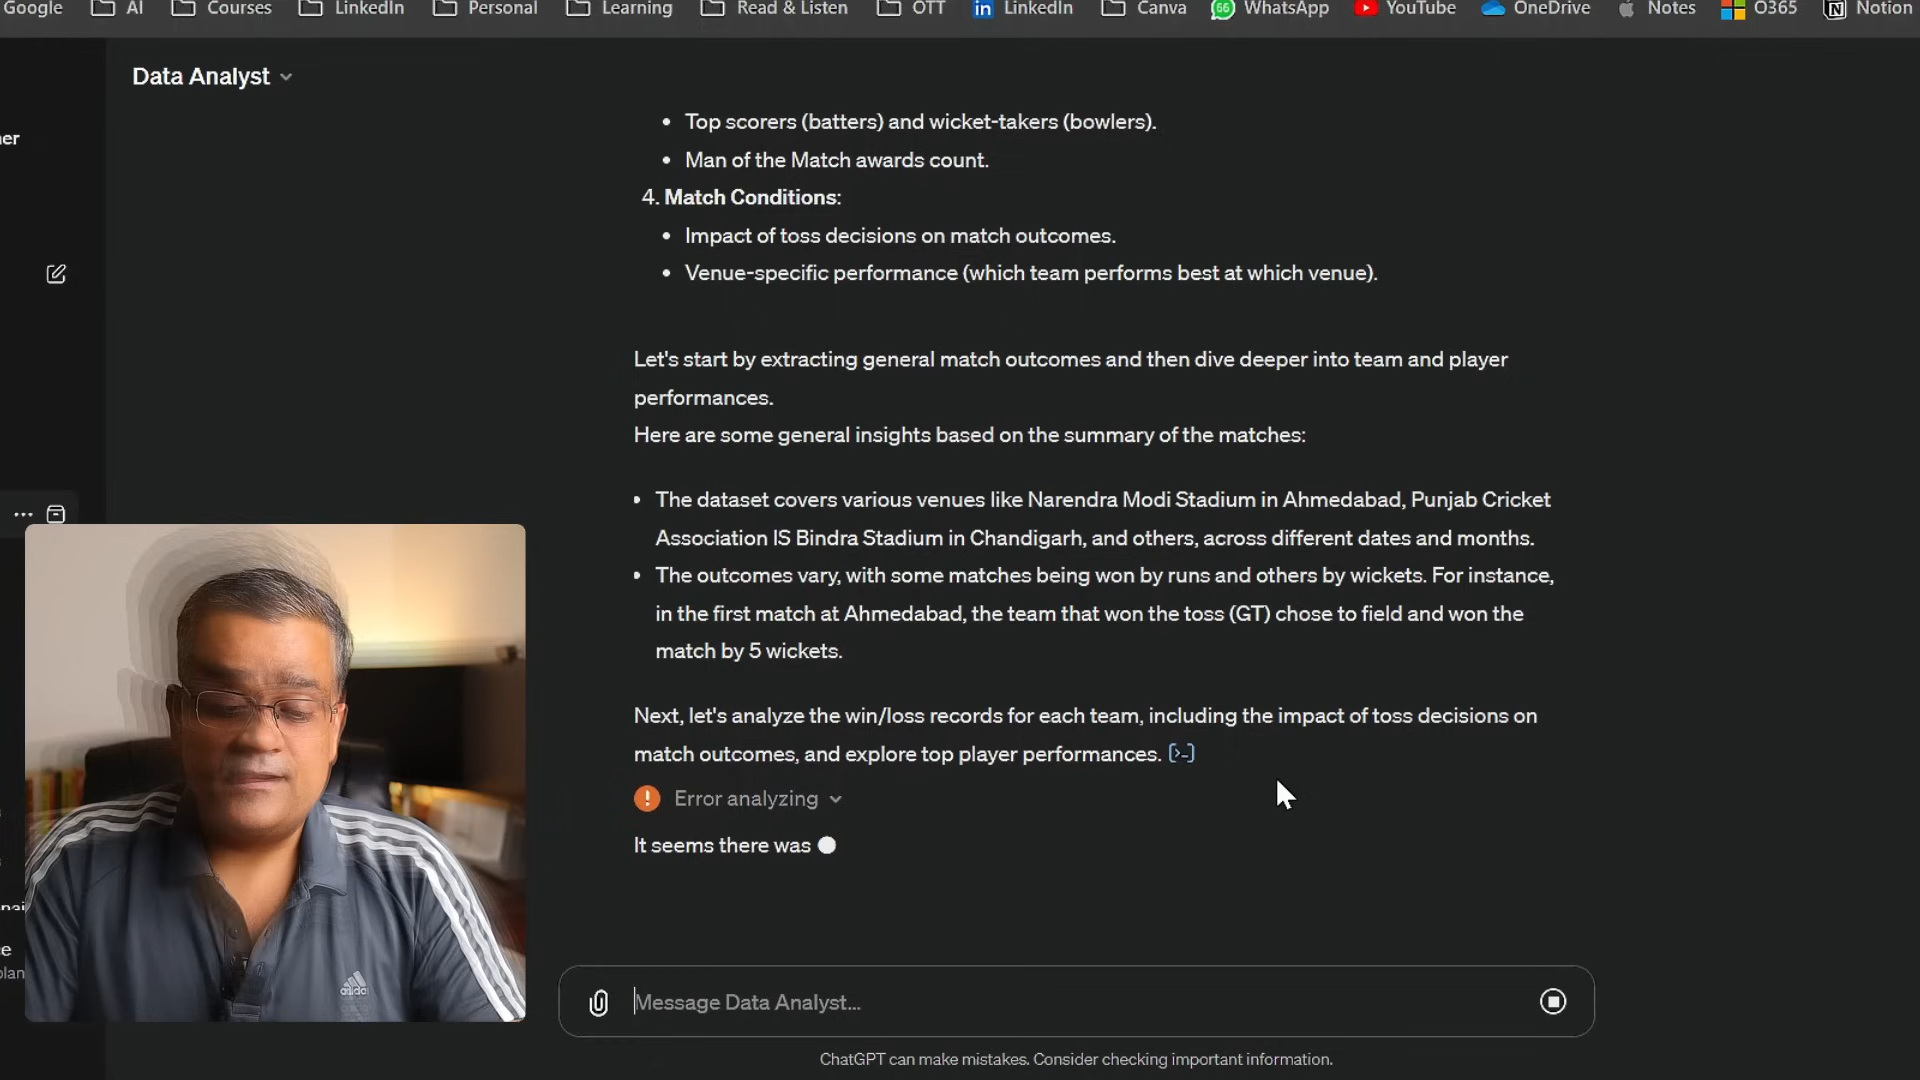 Google AI Courses LinkedIn Personal Learning Read & Listen OTT in LinkedIn Canva 66 WhatsApp YouTube OneDrive Notes O365 N Notion
Data Analyst
er
• Top scorers (batters) and wicket-takers (bowlers).
• Man of the Match awards count.
4. Match Conditions:
• Impact of toss decisions on match outcomes.
• Venue-specific performance (which team performs best at which venue).
Let's start by extracting general match outcomes and then dive deeper into team and player
performances.
Here are some general insights based on the summary of the matches:
• The dataset covers various venues like Narendra Modi Stadium in Ahmedabad, Punjab Cricket
Association IS Bindra Stadium in Chandigarh, and others, across different dates and months.
• The outcomes vary, with some matches being won by runs and others by wickets. For instance,
in the first match at Ahmedabad, the team that won the toss (GT) chose to field and won the
match by 5 wickets.
Next, let's analyze the win/loss records for each team, including the impact of toss decisions on
match outcomes, and explore top player performances. [>-]
! Error analyzing
It seems there was
nai
ce
plan
adidas
Message Data Analyst...
ChatGPT can make mistakes. Consider checking important information.